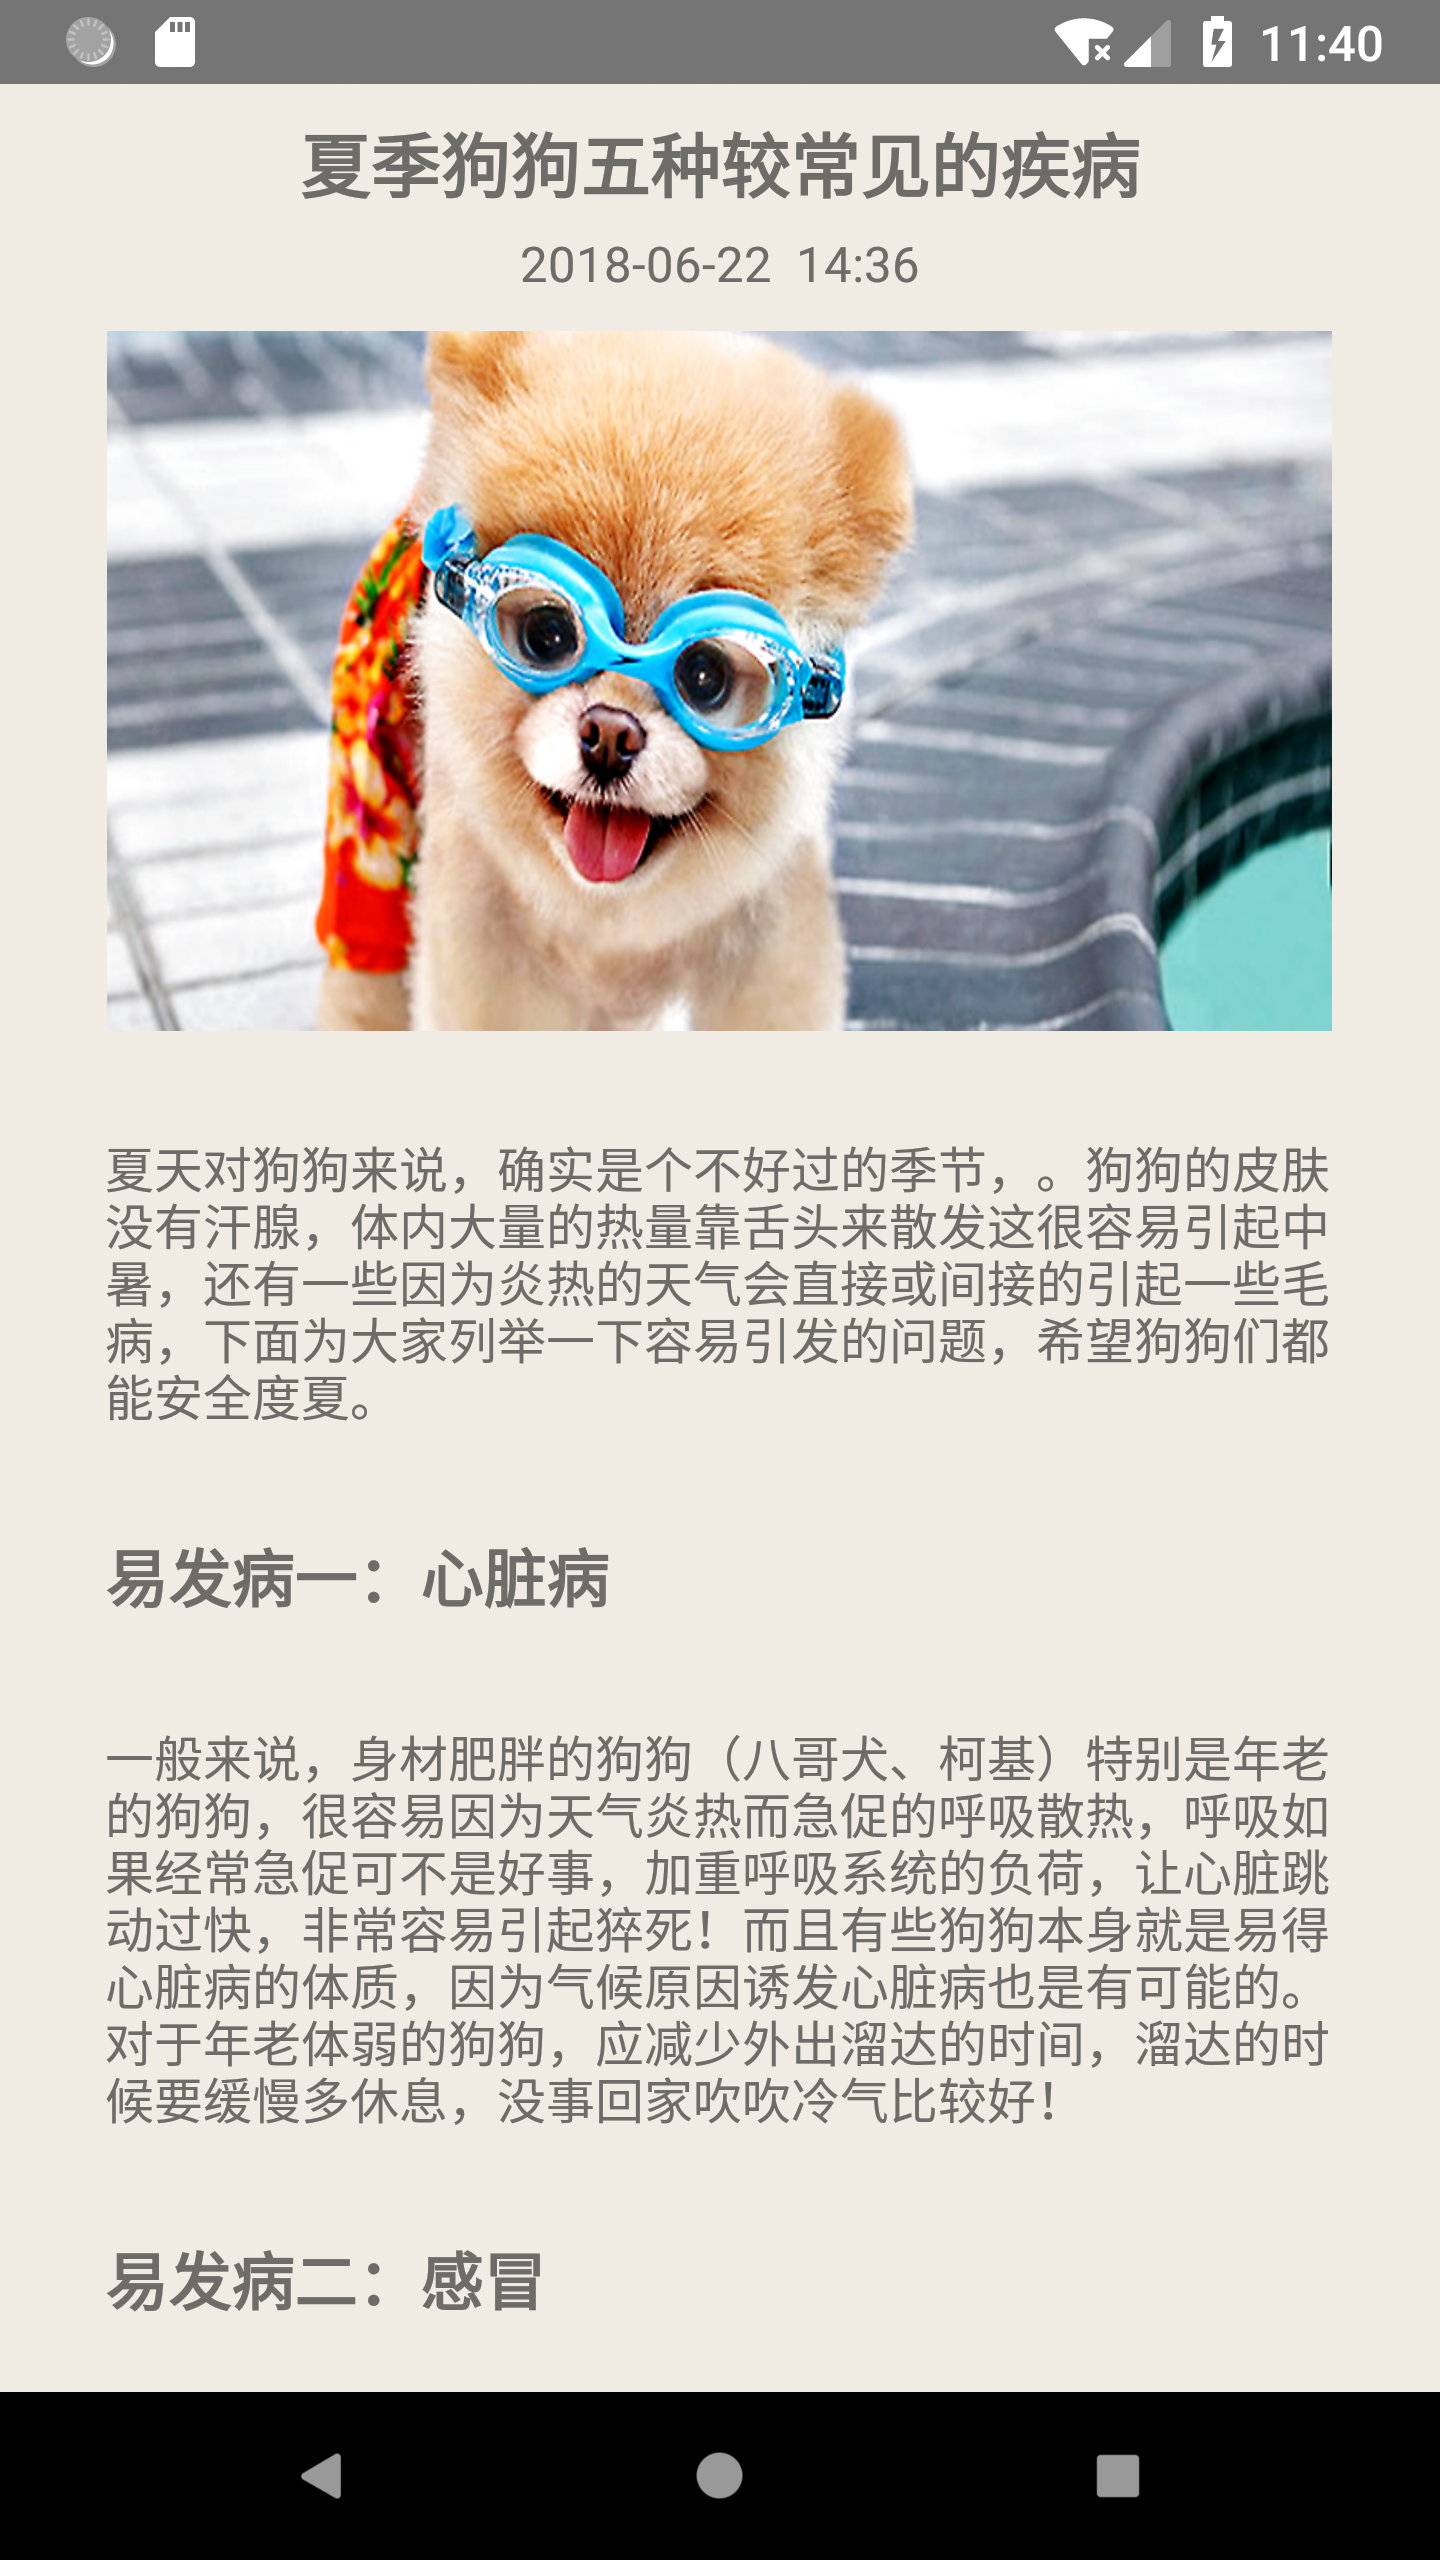 11:40
夏季狗狗五种较常见的疾病
2018-06-22 14:36
夏天对狗狗来说，确实是个不好过的季节，。狗狗的皮肤
没有汗腺，体内大量的热量靠舌头来散发这很容易引起中
暑，还有一些因为炎热的天气会直接或间接的引起一些毛
病，下面为大家列举一下容易引发的问题，希望狗狗们都
能安全度夏。
易发病一：心脏病
一般来说，身材肥胖的狗狗（八哥犬、柯基）特别是年老
的狗狗，很容易因为天气炎热而急促的呼吸散热，呼吸如
果经常急促可不是好事，加重呼吸系统的负荷，让心脏跳
动过快，非常容易引起猝死！而且有些狗狗本身就是易得
心脏病的体质，因为气候原因诱发心脏病也是有可能的。
对于年老体弱的狗狗，应减少外出溜达的时间，溜达的时
候要缓慢多休息，没事回家吹吹冷气比较好！
易发病二：感冒